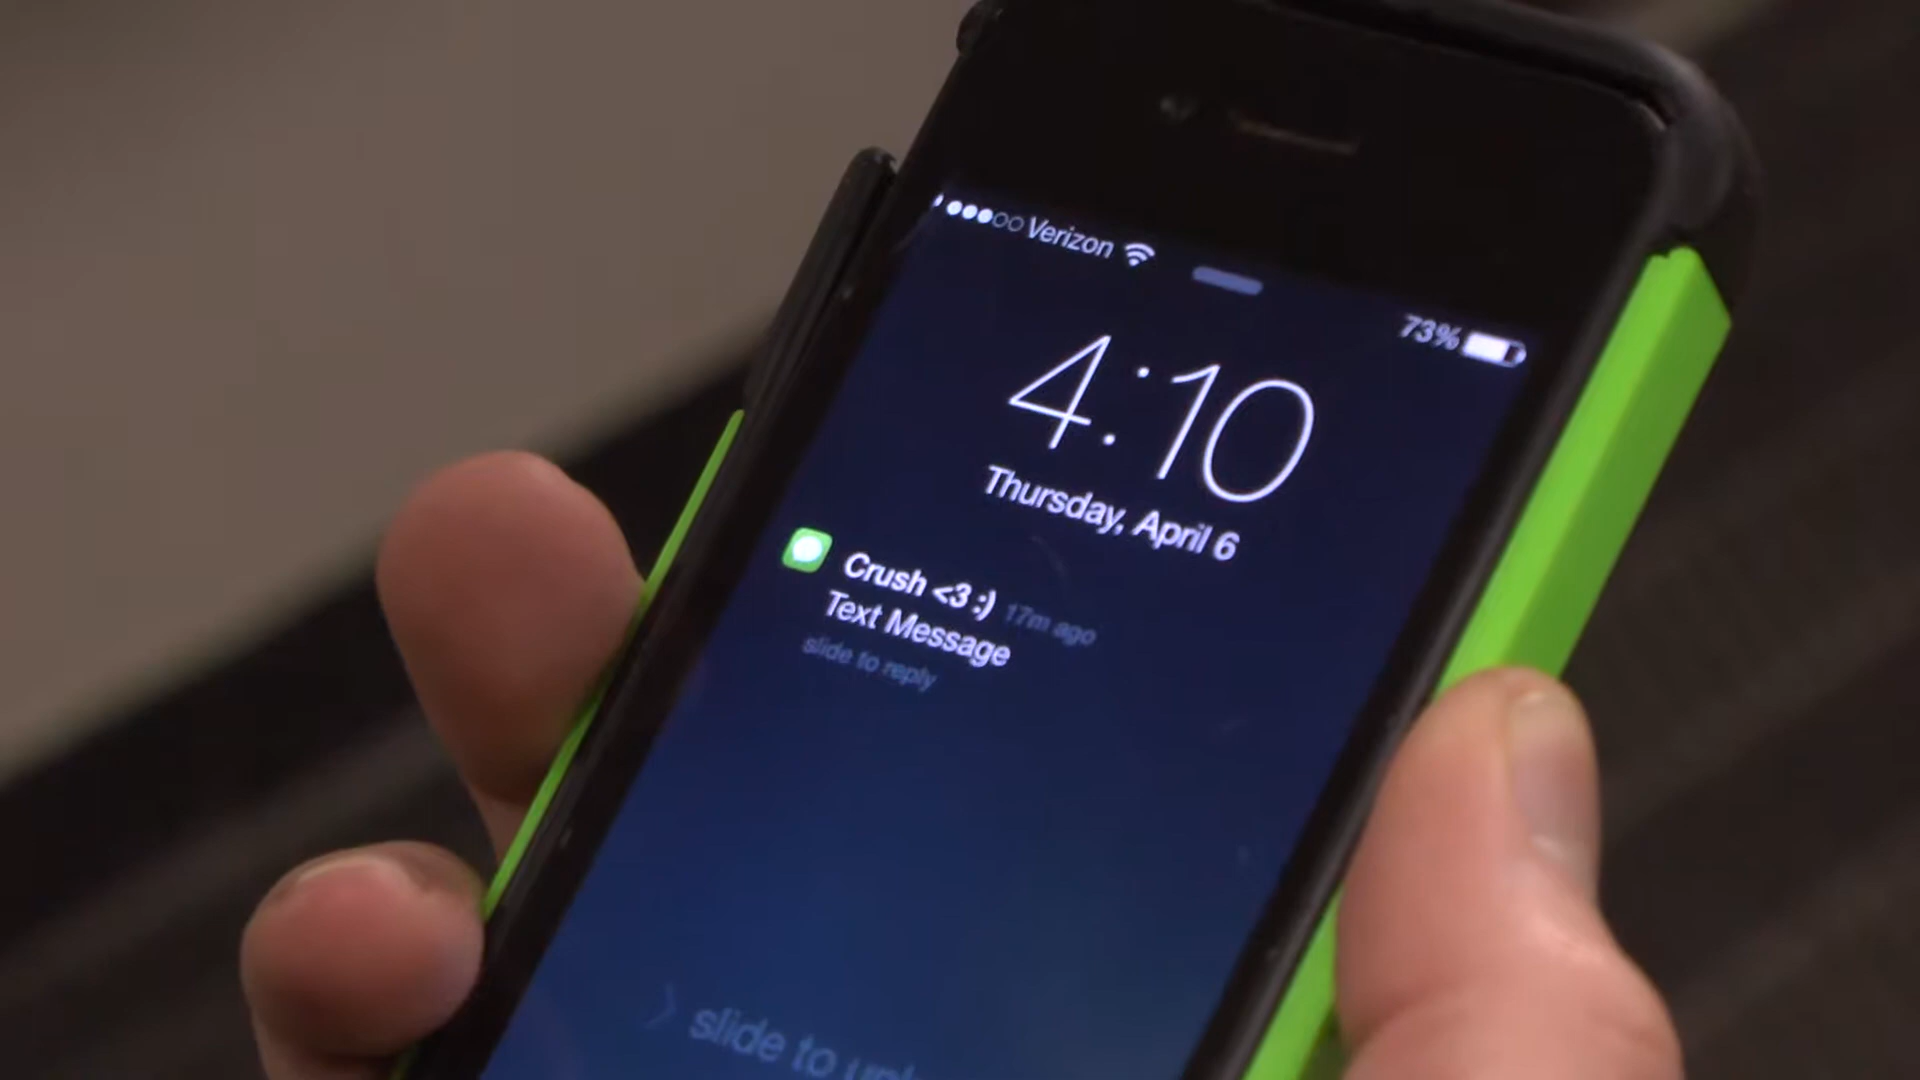 Verizon
73%
4:10
Thursday, April 6
Crush <3 :) 17m ago
Text Message
slide to reply
slide to